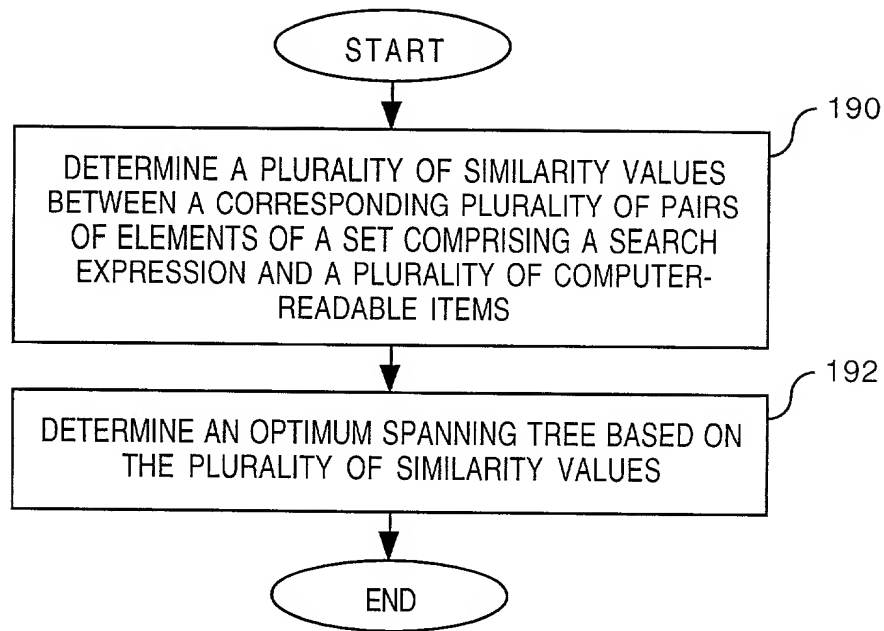 START
190
DETERMINE A PLURALITY OF SIMILARITY VALUES
BETWEEN A CORRESPONDING PLURALITY OF PAIRS
OF ELEMENTS OF A SET COMPRISING A SEARCH
EXPRESSION AND A PLURALITY OF COMPUTER-
READABLE ITEMS
192
DETERMINE AN OPTIMUM SPANNING TREE BASED ON
THE PLURALITY OF SIMILARITY VALUES
END